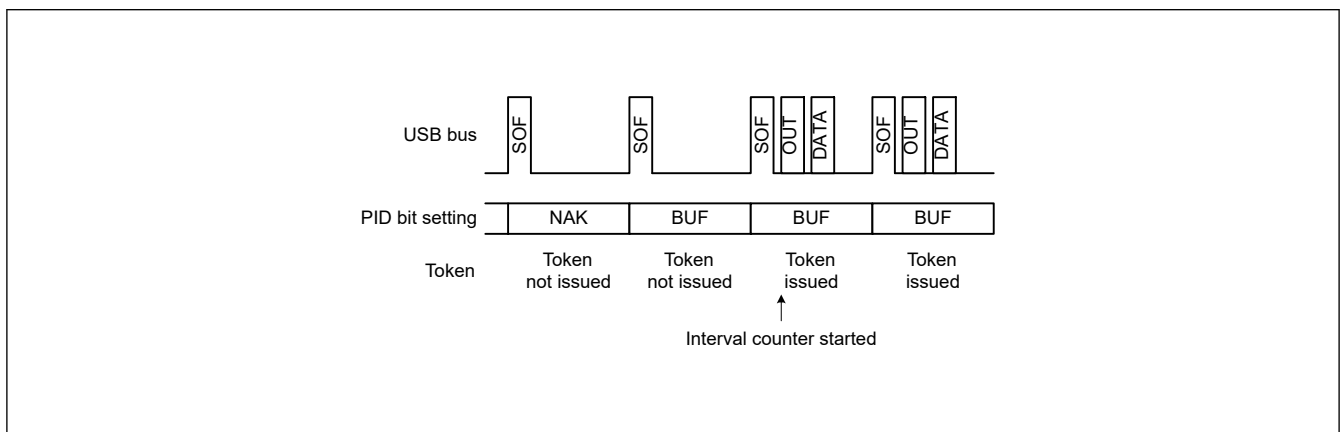 USB bus
SOF
SOF
SOF
OUT
DATA
SOF
OUT
DATA
PID bit setting
NAK
BUF
BUF
BUF
Token
Token
not issued
Token
not issued
Token
issued
Token
issued
Interval counter started